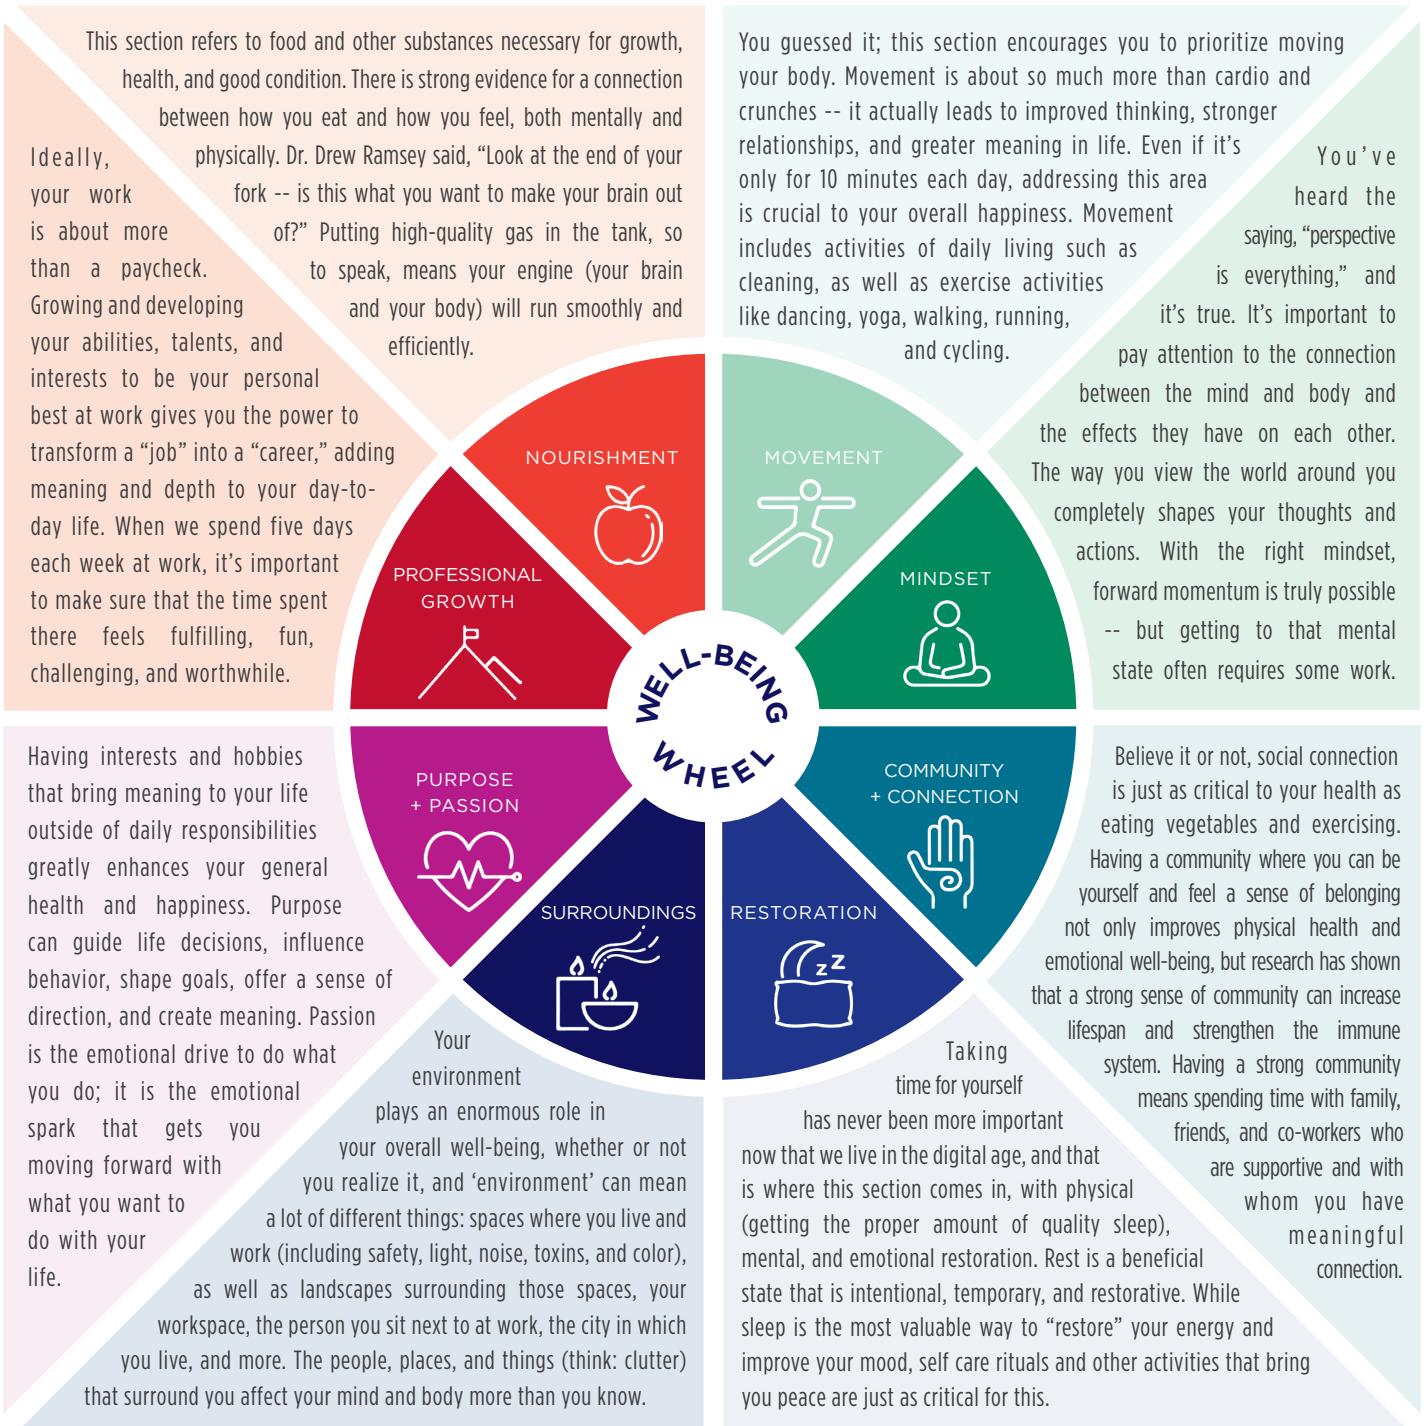 This section refers to food and other substances necessary for growth,
health, and good condition. There is strong evidence for a connection
between how you eat and how you feel, both mentally and
physically. Dr. Drew Ramsey said, “Look at the end of your
fork -- is this what you want to make your brain out
of?” Putting high-quality gas in the tank, so
to speak, means your engine (your brain
and your body) will run smoothly and
efficiently.
You guessed it; this section encourages you to prioritize moving
your body. Movement is about so much more than cardio and
crunches -- it actually leads to improved thinking, stronger
relationships, and greater meaning in life. Even if it’s
only for 10 minutes each day, addressing this area
is crucial to your overall happiness. Movement
includes activities of daily living such as
cleaning, as well as exercise activities
like dancing, yoga, walking, running,
and cycling.
Ideally,
your work
is about more
than a paycheck.
Growing and developing
your abilities, talents, and
interests to be your personal
best at work gives you the power to
transform a “job” into a “career,” adding
meaning and depth to your day-to-
day life. When we spend five days
each week at work, it’s important
to make sure that the time spent
there feels fulfilling, fun,
challenging, and worthwhile.
You’ve
heard the
saying, “perspective
is everything,” and
it’s true. It’s important to
pay attention to the connection
between the mind and body and
the effects they have on each other.
The way you view the world around you
completely shapes your thoughts and
actions. With the right mindset,
forward momentum is truly possible
-- but getting to that mental
state often requires some work.
NOURISHMENT
MOVEMENT
PROFESSIONAL
GROWTH
MINDSET
WELL-BEING
WHEEL
PURPOSE
+ PASSION
COMMUNITY
+ CONNECTION
SURROUNDINGS
RESTORATION
z Z
Having interests and hobbies
that bring meaning to your life
outside of daily responsibilities
greatly enhances your general
health and happiness. Purpose
can guide life decisions, influence
behavior, shape goals, offer a sense of
direction, and create meaning. Passion
is the emotional drive to do what
you do; it is the emotional
spark that gets you
moving forward with
what you want to
do with your
life.
Believe it or not, social connection
is just as critical to your health as
eating vegetables and exercising.
Having a community where you can be
yourself and feel a sense of belonging
not only improves physical health and
emotional well-being, but research has shown
that a strong sense of community can increase
lifespan and strengthen the immune
system. Having a strong community
means spending time with family,
friends, and co-workers who
are supportive and with
whom you have
meaningful
connection.
Your
environment
plays an enormous role in
your overall well-being, whether or not
you realize it, and ‘environment’ can mean
a lot of different things: spaces where you live and
work (including safety, light, noise, toxins, and color),
as well as landscapes surrounding those spaces, your
workspace, the person you sit next to at work, the city in which
you live, and more. The people, places, and things (think: clutter)
that surround you affect your mind and body more than you know.
Taking
time for yourself
has never been more important
now that we live in the digital age, and that
is where this section comes in, with physical
(getting the proper amount of quality sleep),
mental, and emotional restoration. Rest is a beneficial
state that is intentional, temporary, and restorative. While
sleep is the most valuable way to “restore” your energy and
improve your mood, self care rituals and other activities that bring
you peace are just as critical for this.